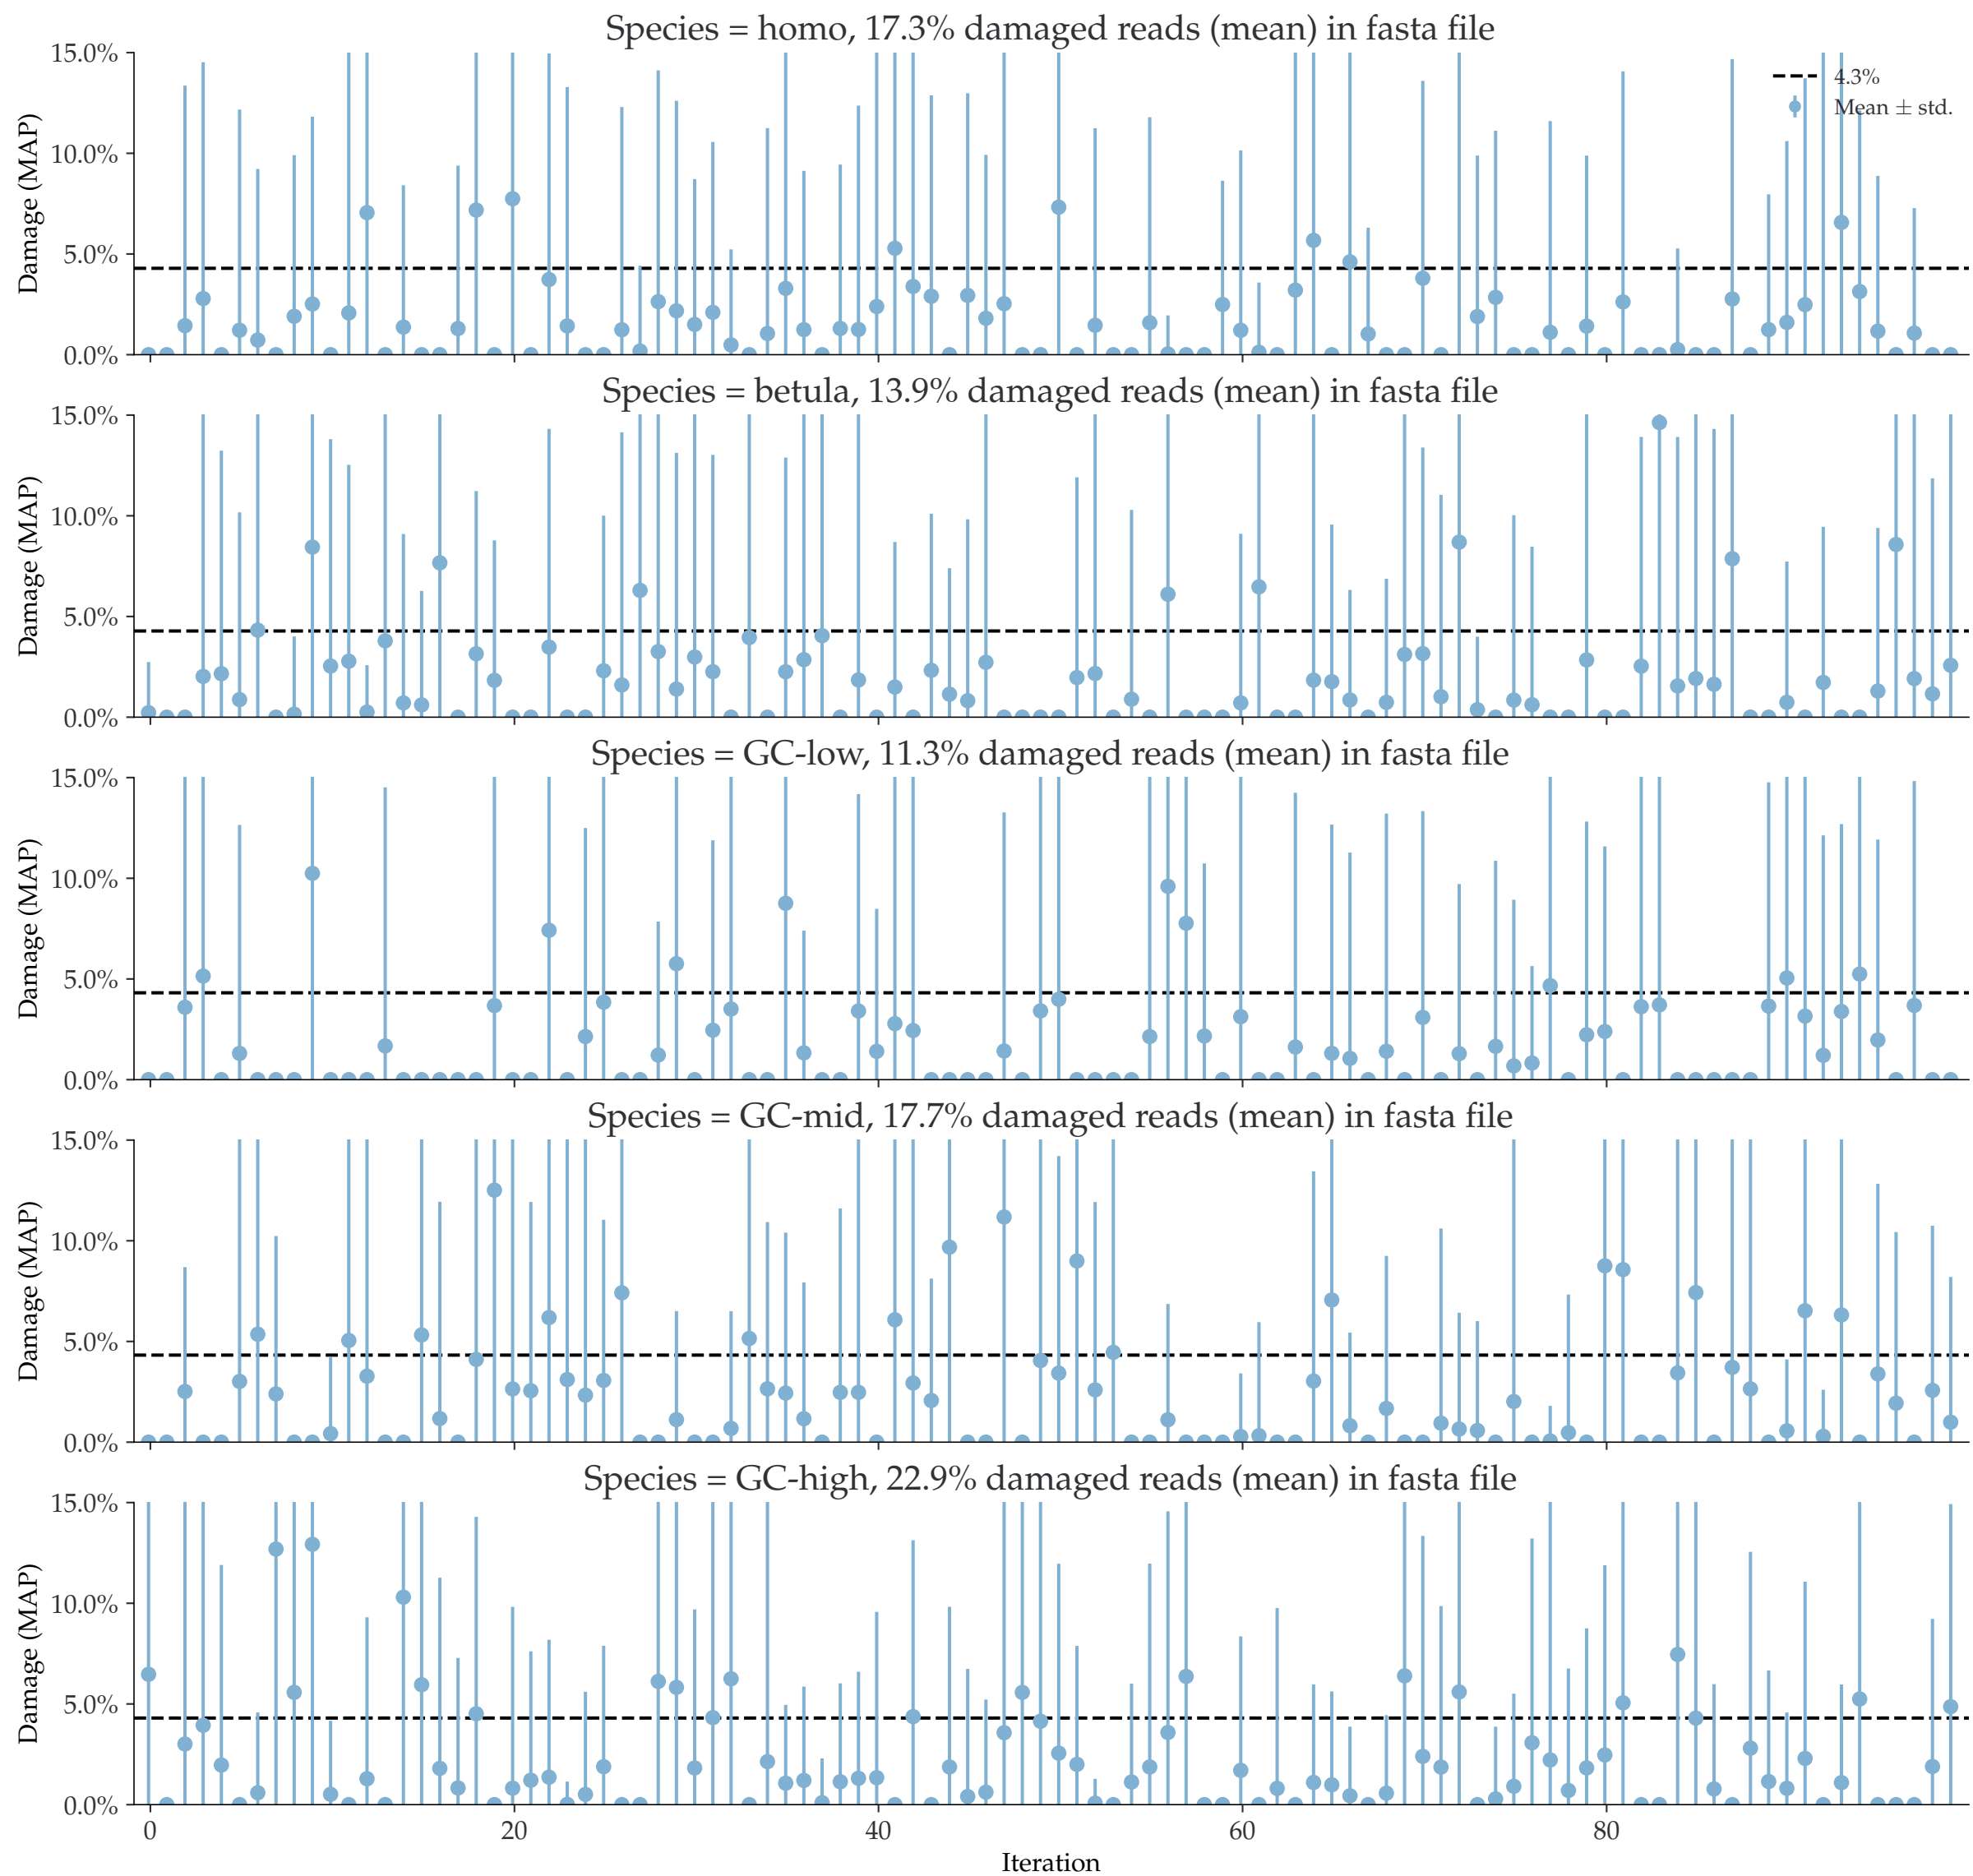 Species = homo, 17.3% damaged reads (mean) in fasta file
15.0%
10.0%
5.0%
0.0%
Damage (MAP)
4.3%
Mean ± std.
Species = betula, 13.9% damaged reads (mean) in fasta file
15.0%
10.0%
5.0%
0.0%
Damage (MAP)
Species = GC-low, 11.3% damaged reads (mean) in fasta file
15.0%
10.0%
5.0%
0.0%
Damage (MAP)
Species = GC-mid, 17.7% damaged reads (mean) in fasta file
15.0%
10.0%
5.0%
0.0%
Damage (MAP)
Species = GC-high, 22.9% damaged reads (mean) in fasta file
15.0%
10.0%
5.0%
0.0%
Damage (MAP)
0 20 40 60 80
Iteration